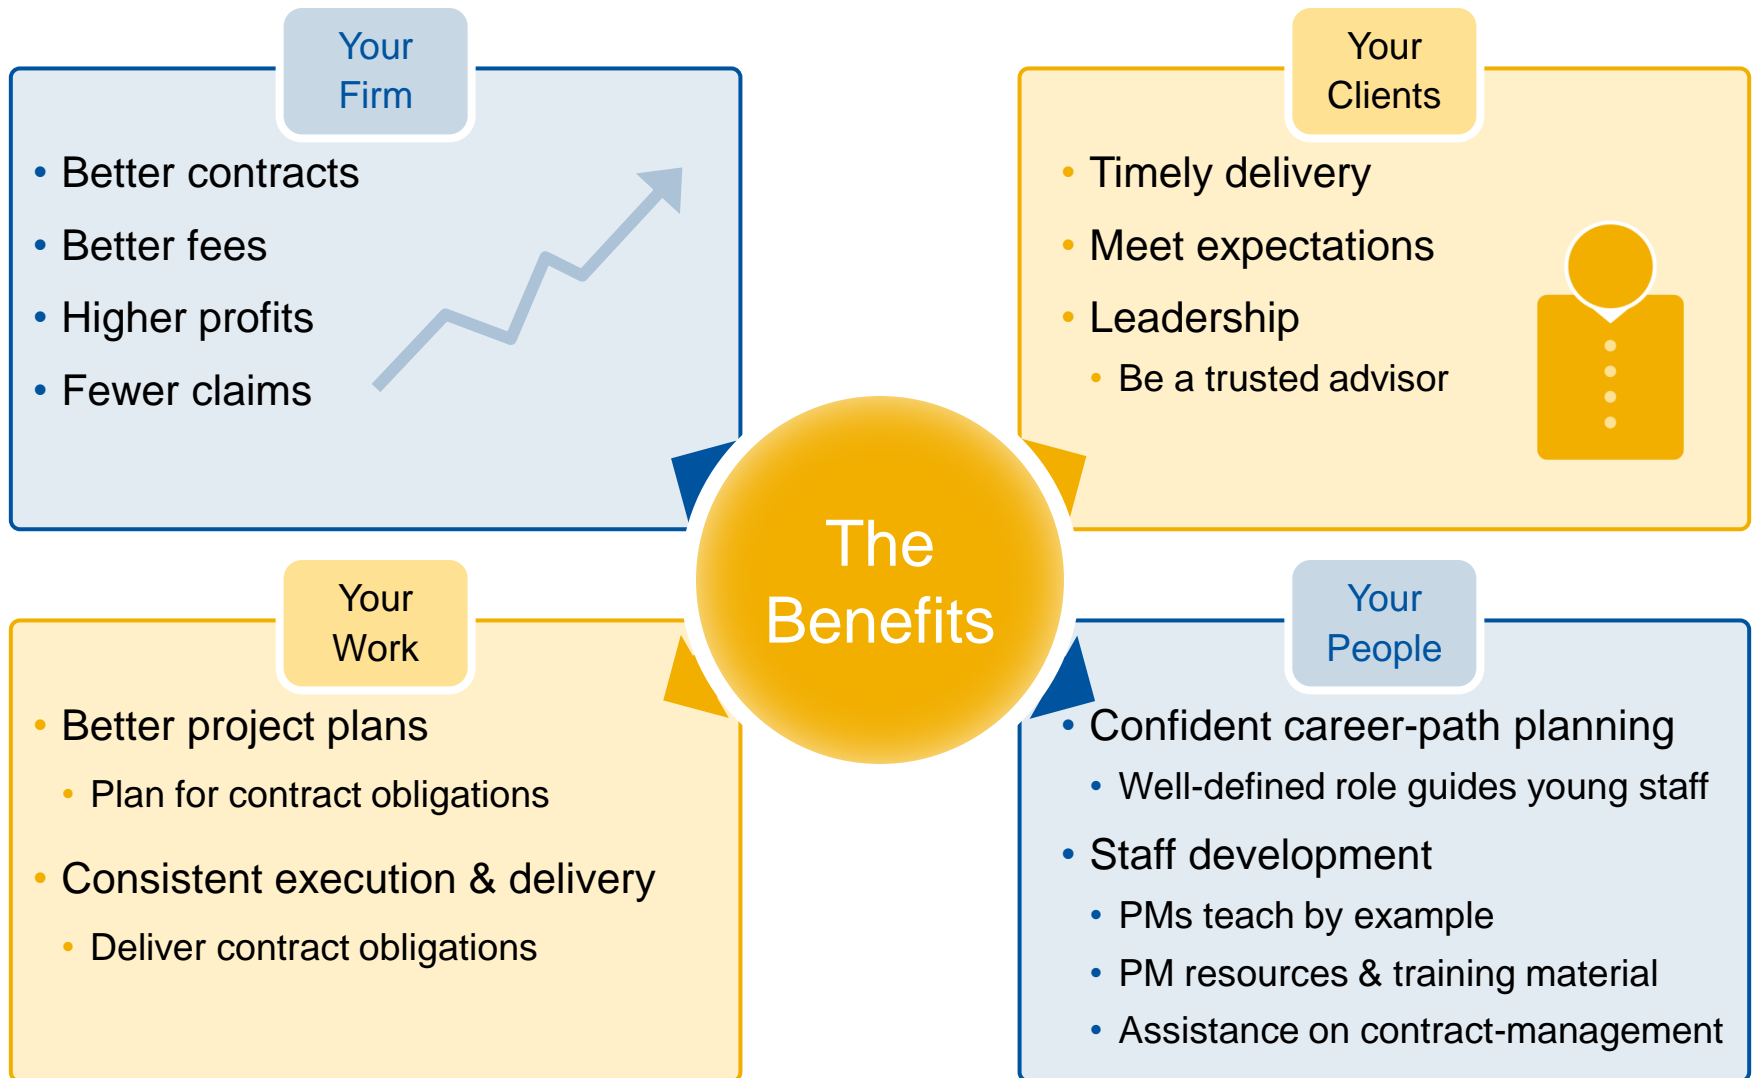 Your
Firm
• Better contracts
• Better fees
• Higher profits
• Fewer claims
Your
Clients
• Timely delivery
• Meet expectations
• Leadership
• Be a trusted advisor
The
Benefits
Your
Work
• Better project plans
• Plan for contract obligations
• Consistent execution & delivery
• Deliver contract obligations
Your
People
• Confident career-path planning
• Well-defined role guides young staff
• Staff development
• PMs teach by example
• PM resources & training material
• Assistance on contract-management